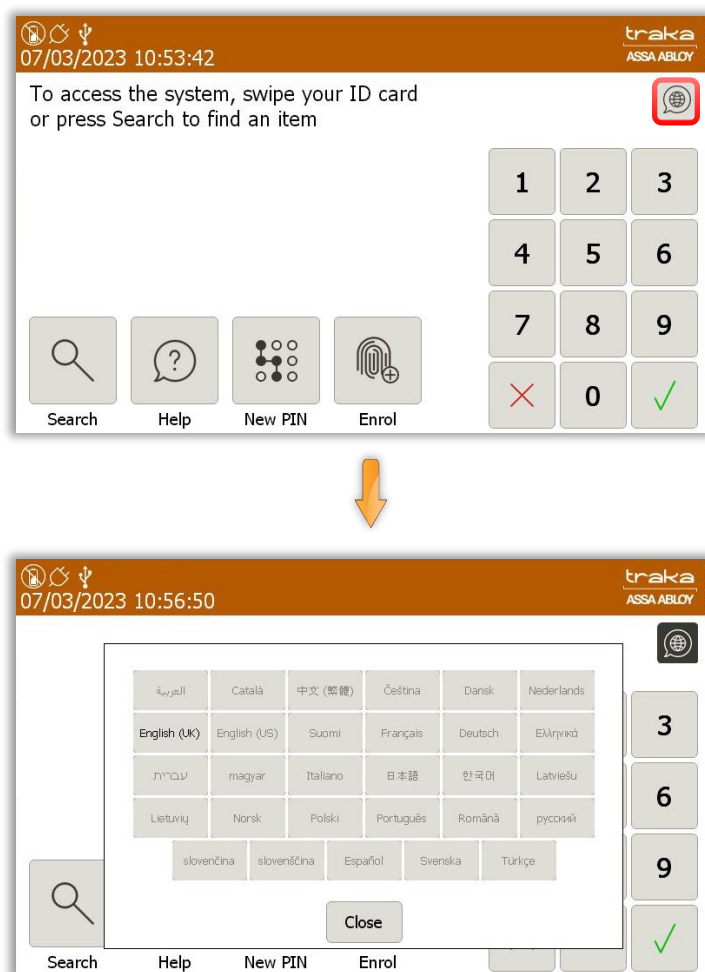 07/03/2023 10:53:42
traka
ASSA ABLOY
To access the system, swipe your ID card
or press Search to find an item
1 2 3
4 5 6
7 8 9
0
Search Help New PIN Enrol
07/03/2023 10:56:50
traka
ASSA ABLOY
العربية Català 中文 (繁體) Čeština Dansk Nederlands
English (UK) English (US) Suomi Français Deutsch Ελληνικά
עברית magyar Italiano 日本語 한국어 Latviešu
Lietuvių Norsk Polski Português Română русский
slovenčina slovenščina Español Svenska Türkçe
3
6
9
Close
Search Help New PIN Enrol